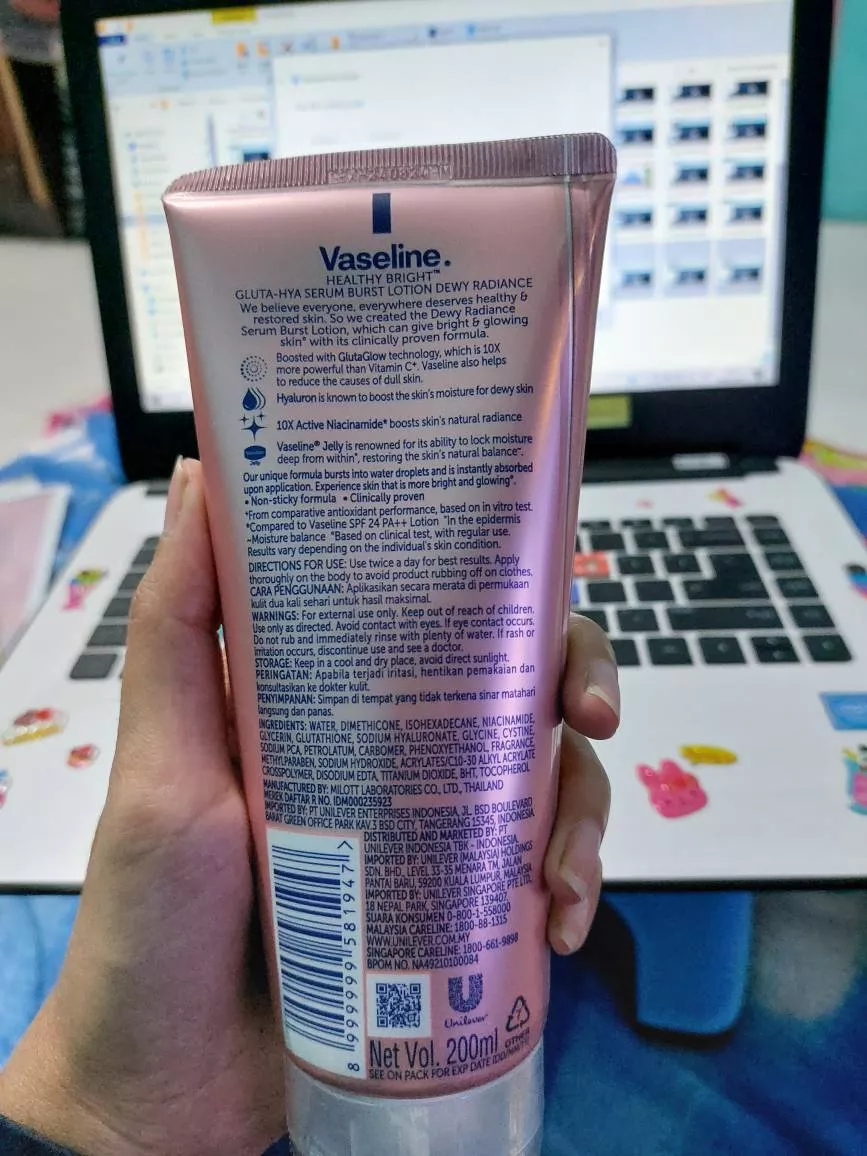 Vaseline.
HEALTHY BRIGHT™
GLUTA-HYA SERUM BURST LOTION DEWY RADIANCE
We believe everyone, everywhere deserves healthy &
restored skin. So we created the Dewy Radiance
Serum Burst Lotion, which can give bright & glowing
skin° with its clinically proven formula.
Boosted with GlutaGlow technology, which is 10X
more powerful than Vitamin C⁺. Vaseline also helps
to reduce the causes of dull skin.
Hyaluron is known to boost the skin's moisture for dewy skin
10X Active Niacinamide* boosts skin's natural radiance
Vaseline® Jelly is renowned for its ability to lock moisture
deep from within^, restoring the skin's natural balance~.
Jelly
Our unique formula bursts into water droplets and is instantly absorbed
upon application. Experience skin that is more bright and glowing°.
• Non-sticky formula • Clinically proven
⁺From comparative antioxidant performance, based on in vitro test.
*Compared to Vaseline SPF 24 PA++ Lotion ^In the epidermis
~Moisture balance °Based on clinical test, with regular use.
Results vary depending on the individual's skin condition.
DIRECTIONS FOR USE: Use twice a day for best results. Apply
thoroughly on the body to avoid product rubbing off on clothes.
CARA PENGGUNAAN: Aplikasikan secara merata di permukaan
kulit dua kali sehari untuk hasil maksimal.
WARNINGS: For external use only. Keep out of reach of children.
Use only as directed. Avoid contact with eyes. If eye contact occurs.
Do not rub and immediately rinse with plenty of water. If rash or
irritation occurs, discontinue use and see a doctor.
STORAGE: Keep in a cool and dry place, avoid direct sunlight.
PERINGATAN: Apabila terjadi iritasi, hentikan pemakaian dan
konsultasikan ke dokter kulit.
PENYIMPANAN: Simpan di tempat yang tidak terkena sinar matahari
langsung dan panas.
INGREDIENTS: WATER, DIMETHICONE, ISOHEXADECANE, NIACINAMIDE,
GLYCERIN, GLUTATHIONE, SODIUM HYALURONATE, GLYCINE, CYSTINE,
SODIUM PCA, PETROLATUM, CARBOMER, PHENOXYETHANOL, FRAGRANCE,
METHYLPARABEN, SODIUM HYDROXIDE, ACRYLATES/C10-30 ALKYL ACRYLATE
CROSSPOLYMER, DISODIUM EDTA, TITANIUM DIOXIDE, BHT, TOCOPHEROL
MANUFACTURED BY: MILOTT LABORATORIES CO., LTD., THAILAND
MEREK DAFTAR R NO. IDM000235923
IMPORTED BY: PT UNILEVER ENTERPRISES INDONESIA, JL. BSD BOULEVARD
BARAT GREEN OFFICE PARK KAV.3 BSD CITY, TANGERANG 15345, INDONESIA
DISTRIBUTED AND MARKETED BY: PT
UNILEVER INDONESIA TBK - INDONESIA.
IMPORTED BY: UNILEVER (MALAYSIA) HOLDINGS
SDN. BHD., LEVEL 33-35 MENARA TM, JALAN
PANTAI BARU, 59200 KUALA LUMPUR, MALAYSIA
IMPORTED BY: UNILEVER SINGAPORE PTE LTD,
18 NEPAL PARK, SINGAPORE 139407.
SUARA KONSUMEN 0-800-1-558000
MALAYSIA CARELINE: 1800-88-1315
WWW.UNILEVER.COM.MY
SINGAPORE CARELINE: 1800-661-9898
BPOM NO. NA49210100084
8 999999 581947 >
Unilever
7
OTHER
Net Vol. 200ml
SEE ON PACK FOR EXP DATE (DD/MM/YY)